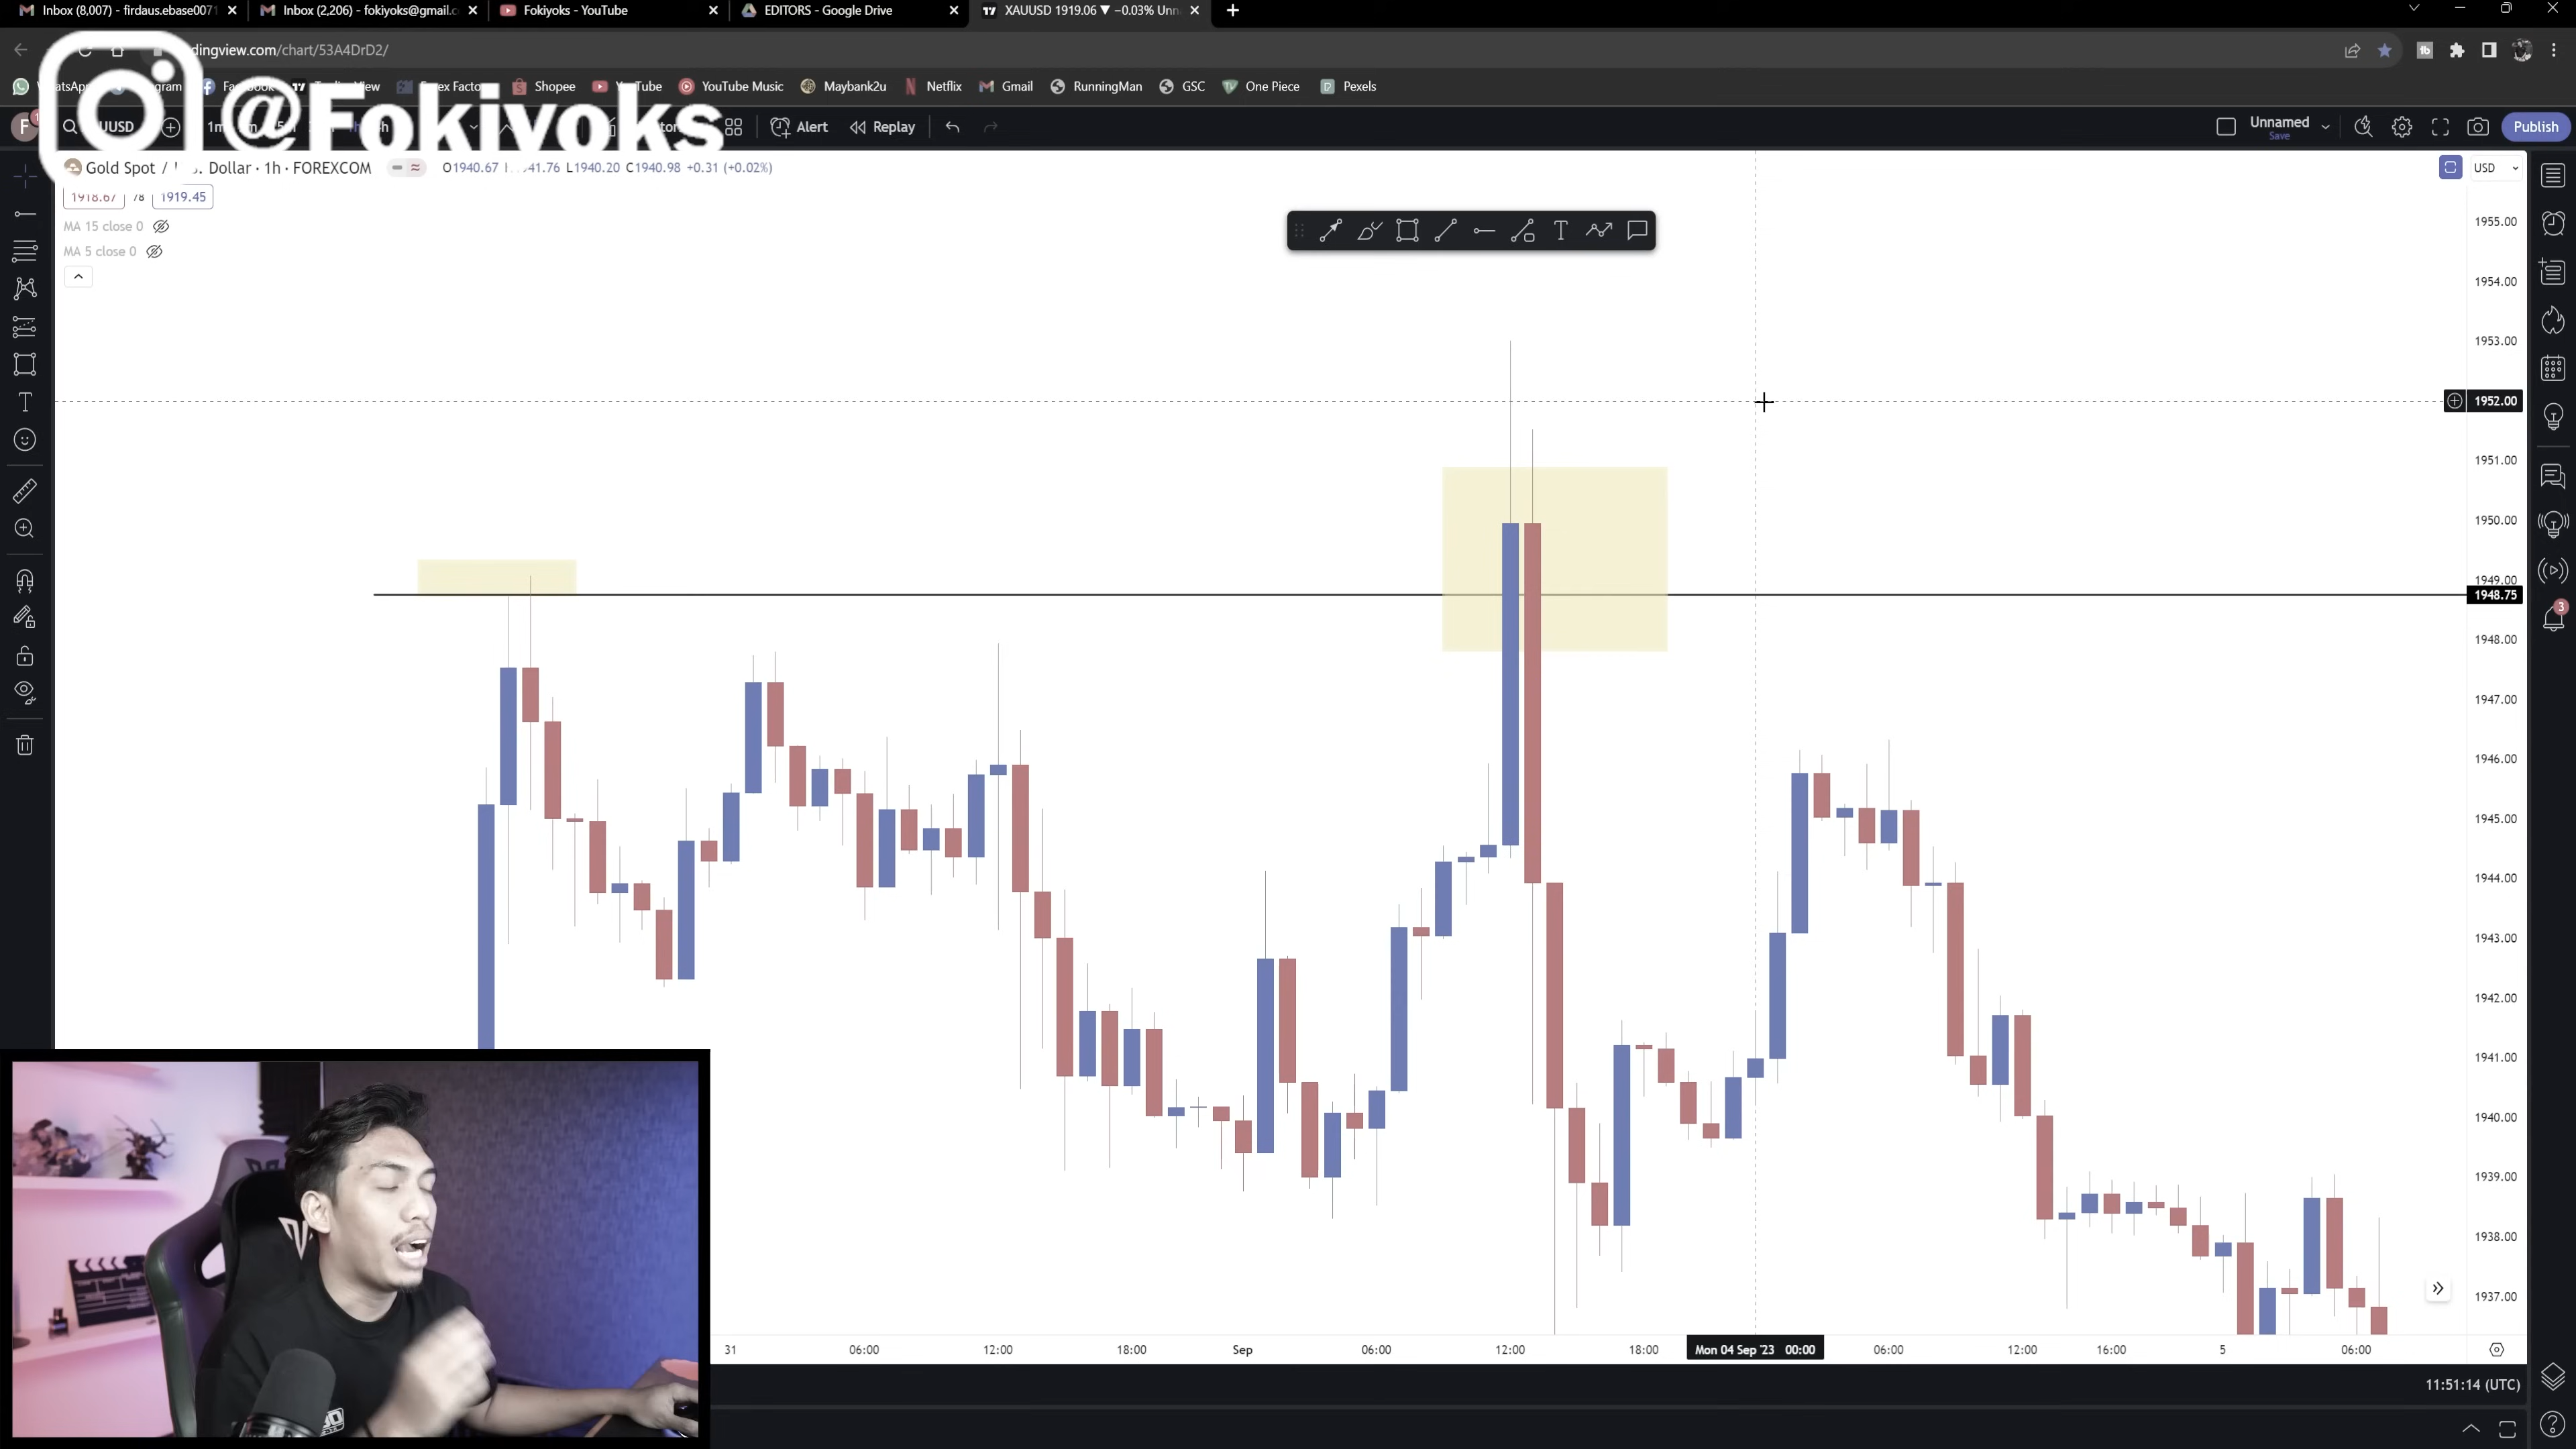 Inbox (8,007) - firdaus.ebase0071
Inbox (2,206) - fokiyoks@gmail.c
Fokiyoks - YouTube
EDITORS - Google Drive
XAUUSD 1919.06 ▼ −0.03% Unn
dingview.com/chart/53A4DrD2/
Shopee
YouTube Music
Maybank2u
Netflix
Gmail
RunningMan
GSC
One Piece
Pexels
@Fokiyoks
Alert
Replay
Unnamed
Save
Publish
Gold Spot / . Dollar · 1h · FOREXCOM
O1940.67
41.76 L1940.20 C1940.98 +0.31 (+0.02%)
USD
1918.67
78
1919.45
MA 15 close 0
MA 5 close 0
1955.00
1954.00
1953.00
1952.00
1951.00
1950.00
1949.00
1948.75
1948.00
1947.00
1946.00
1945.00
1944.00
1943.00
1942.00
1941.00
1940.00
1939.00
1938.00
1937.00
3
31
06:00
12:00
18:00
Sep
06:00
12:00
18:00
Mon 04 Sep '23 00:00
06:00
12:00
16:00
5
06:00
11:51:14 (UTC)